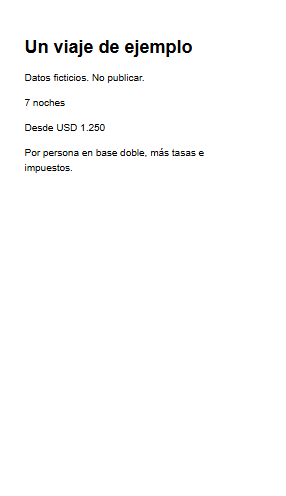 Un viaje de ejemplo
Datos ficticios. No publicar.
7 noches
Desde USD 1.250
Por persona en base doble, más tasas e
impuestos.